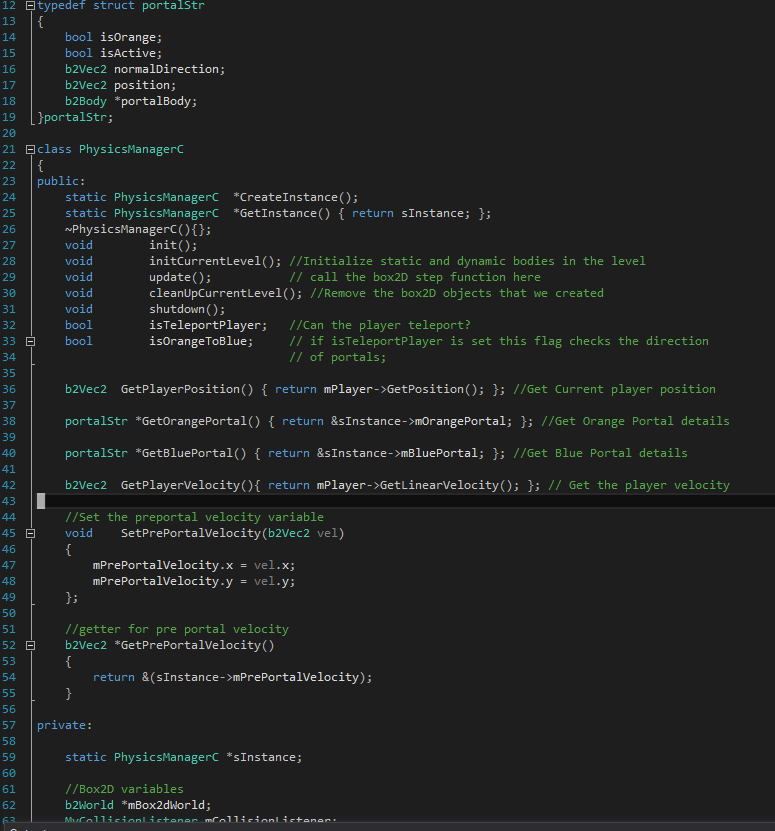 12 typedef struct portalStr
13 {
14 bool isOrange;
15 bool isActive;
16 b2Vec2 normalDirection;
17 b2Vec2 position;
18 b2Body *portalBody;
19 }portalStr;
20
21 class PhysicsManagerC
22 {
23 public:
24 static PhysicsManagerC *CreateInstance();
25 static PhysicsManagerC *GetInstance() { return sInstance; };
26 ~PhysicsManagerC(){};
27 void init();
28 void initCurrentLevel(); //Initialize static and dynamic bodies in the level
29 void update(); // call the box2D step function here
30 void cleanUpCurrentLevel(); //Remove the box2D objects that we created
31 void shutdown();
32 bool isTeleportPlayer; //Can the player teleport?
33 bool isOrangeToBlue; // if isTeleportPlayer is set this flag checks the direction
34 // of portals;
35
36 b2Vec2 GetPlayerPosition() { return mPlayer->GetPosition(); }; //Get Current player position
37
38 portalStr *GetOrangePortal() { return &sInstance->mOrangePortal; }; //Get Orange Portal details
39
40 portalStr *GetBluePortal() { return &sInstance->mBluePortal; }; //Get Blue Portal details
41
42 b2Vec2 GetPlayerVelocity(){ return mPlayer->GetLinearVelocity(); }; // Get the player velocity
43
44 //Set the preportal velocity variable
45 void SetPrePortalVelocity(b2Vec2 vel)
46 {
47 mPrePortalVelocity.x = vel.x;
48 mPrePortalVelocity.y = vel.y;
49 };
50
51 //getter for pre portal velocity
52 b2Vec2 *GetPrePortalVelocity()
53 {
54 return &(sInstance->mPrePortalVelocity);
55 }
56
57 private:
58
59 static PhysicsManagerC *sInstance;
60
61 //Box2D variables
62 b2World *mBox2dWorld;
63 MyCollisionListener mCollisionListener;